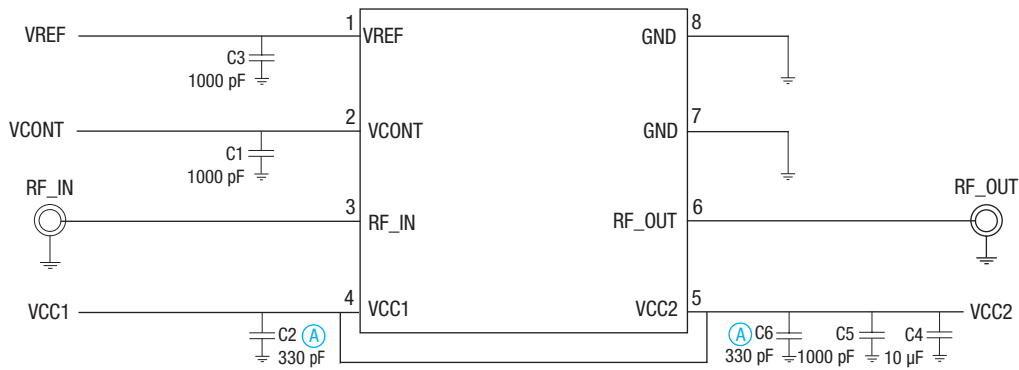 1
8
VREF
VREF
GND
C3
1000 pF
2
7
VCONT
VCONT
GND
C1
1000 pF
RF_IN
RF_OUT
3
6
RF_IN
RF_OUT
4
5
VCC1
VCC1
VCC2
VCC2
C2 A
330 pF
A C6
330 pF
C5
1000 pF
C4
10 µF